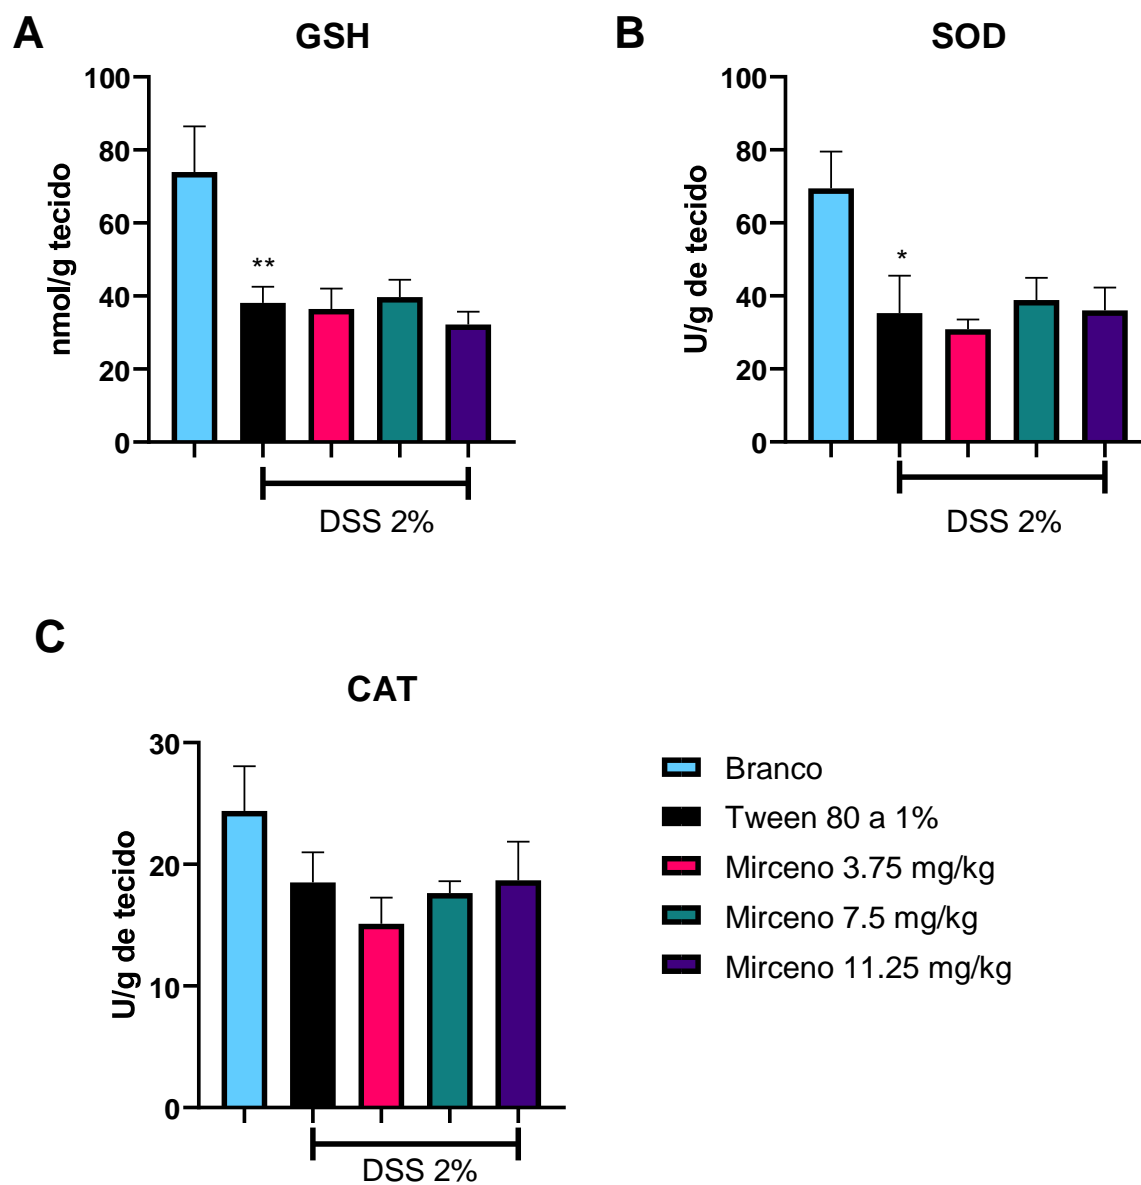 A
GSH
nmol/g tecido
100
80
60
40
20
0
**
DSS 2%
B
SOD
U/g de tecido
100
80
60
40
20
0
*
DSS 2%
C
CAT
U/g de tecido
30
20
10
0
DSS 2%
Branco
Tween 80 a 1%
Mirceno 3.75 mg/kg
Mirceno 7.5 mg/kg
Mirceno 11.25 mg/kg